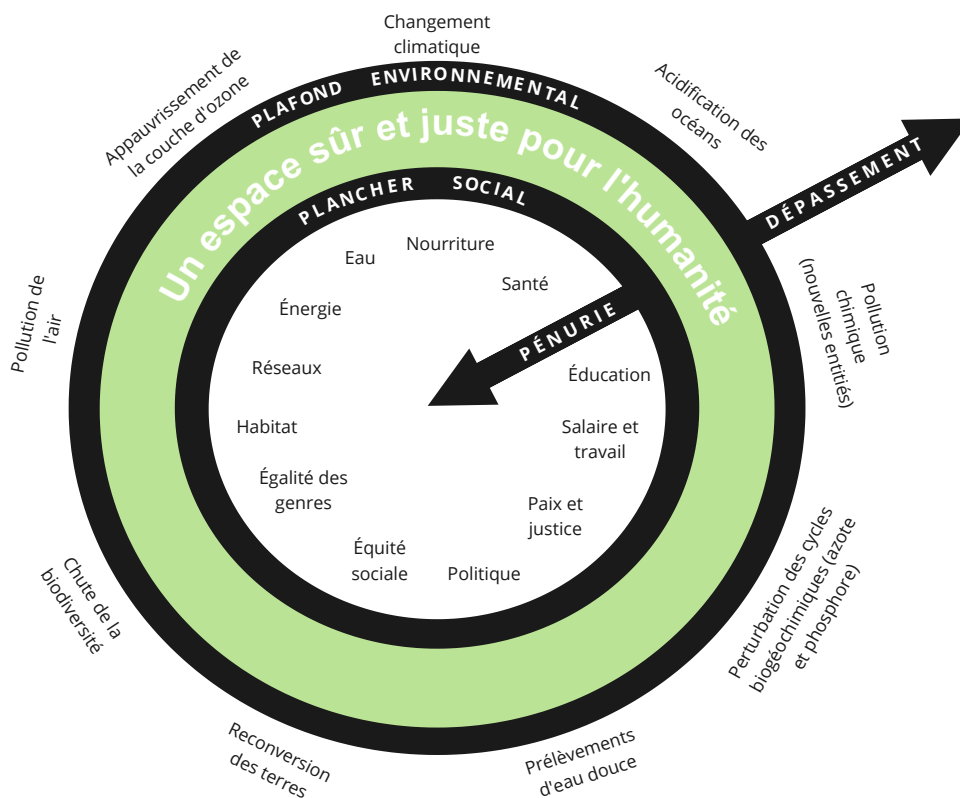 Changement
climatique
Acidification des
océans
Pollution
chimique
(nouvelles entitiés)
Perturbation des cycles
biogéochimiques (azote
et phosphore)
Prélèvements
d'eau douce
Reconversion
des terres
Chute de la
biodiversité
Pollution de
l'air
Appauvrissement de
la couche d'ozone
PLAFOND ENVIRONNEMENTAL
Un espace sûr et juste pour l'humanité
PLANCHER SOCIAL
DÉPASSEMENT
PÉNURIE
Nourriture
Santé
Éducation
Salaire et
travail
Paix et
justice
Politique
Équité
sociale
Égalité des
genres
Habitat
Réseaux
Énergie
Eau